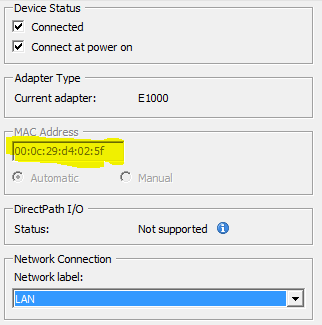 Device Status
Connected
Connect at power on
Adapter Type
Current adapter: E1000
MAC Address
00:0c:29:d4:02:5f
Automatic Manual
DirectPath I/O
Status: Not supported
Network Connection
Network label:
LAN